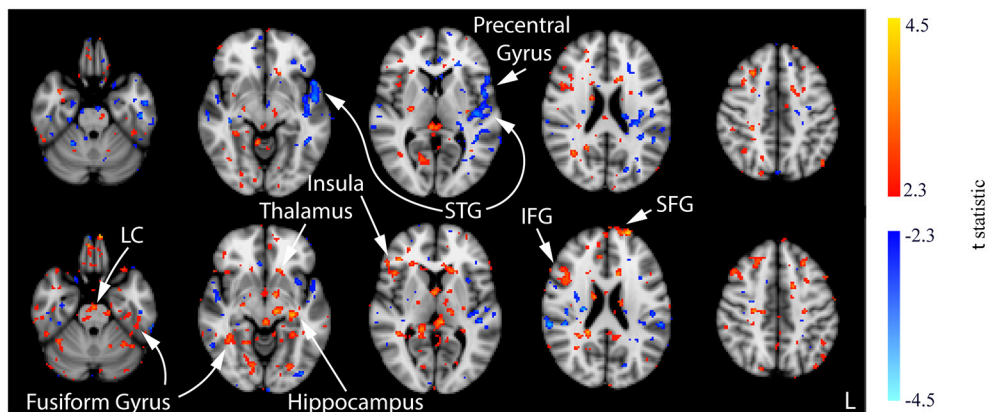 Precentral
Gyrus
4.5
Insula
Thalamus
STG
IFG
SFG
2.3
LC
-2.3
t statistic
Fusiform Gyrus
Hippocampus
L
-4.5